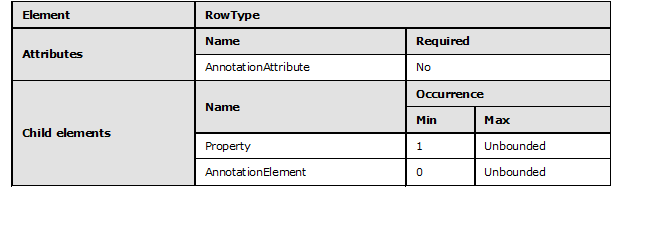 Element RowType
Attributes Name Required
AnnotationAttribute No
Child elements Name Occurrence
Min Max
Property 1 Unbounded
AnnotationElement 0 Unbounded